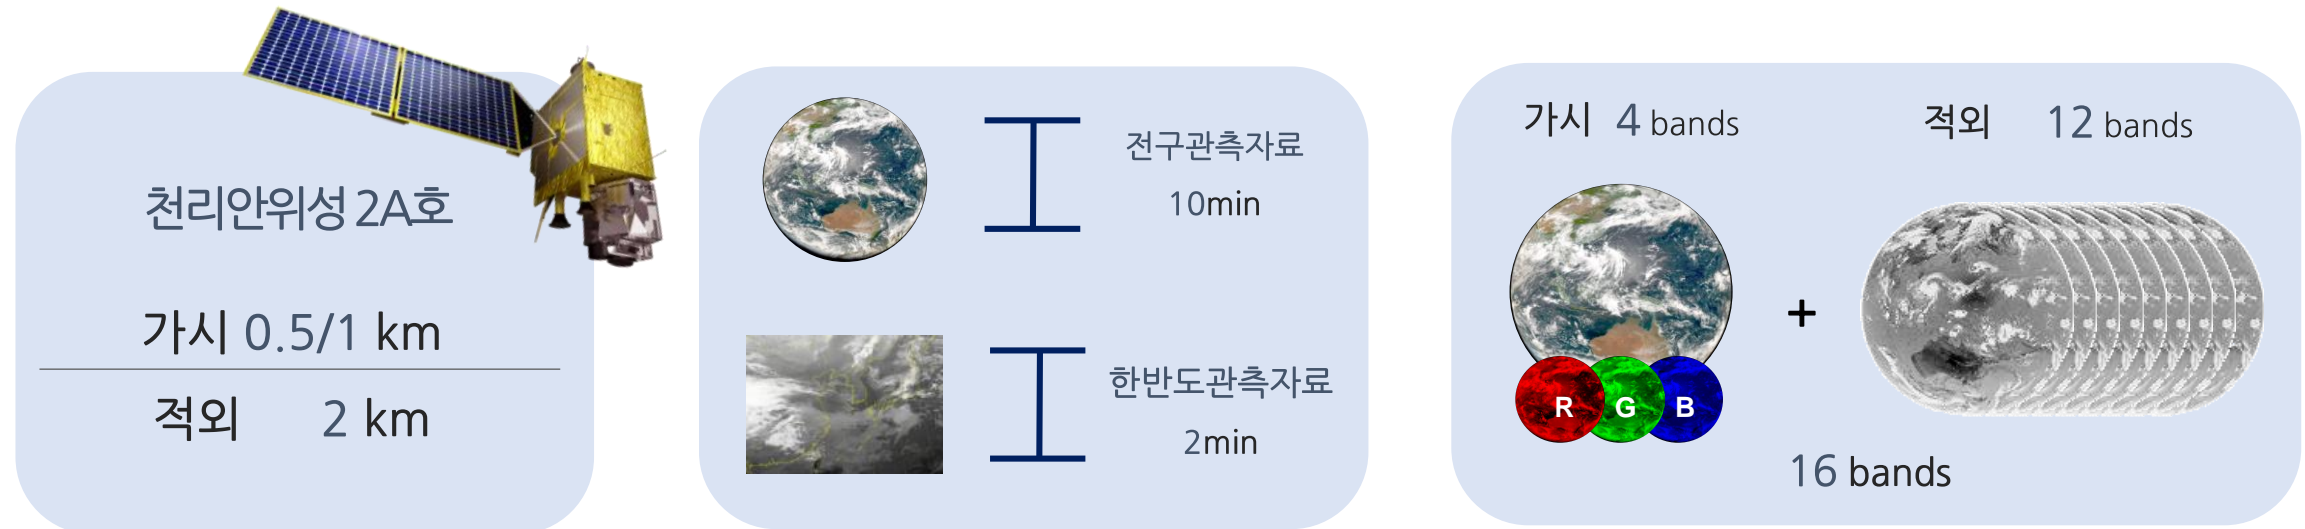 천리안위성 2A호
가시 0.5/1 km
적외 2 km
전구관측자료
10min
한반도관측자료
2min
가시 4 bands
적외 12 bands
R G B
+
16 bands